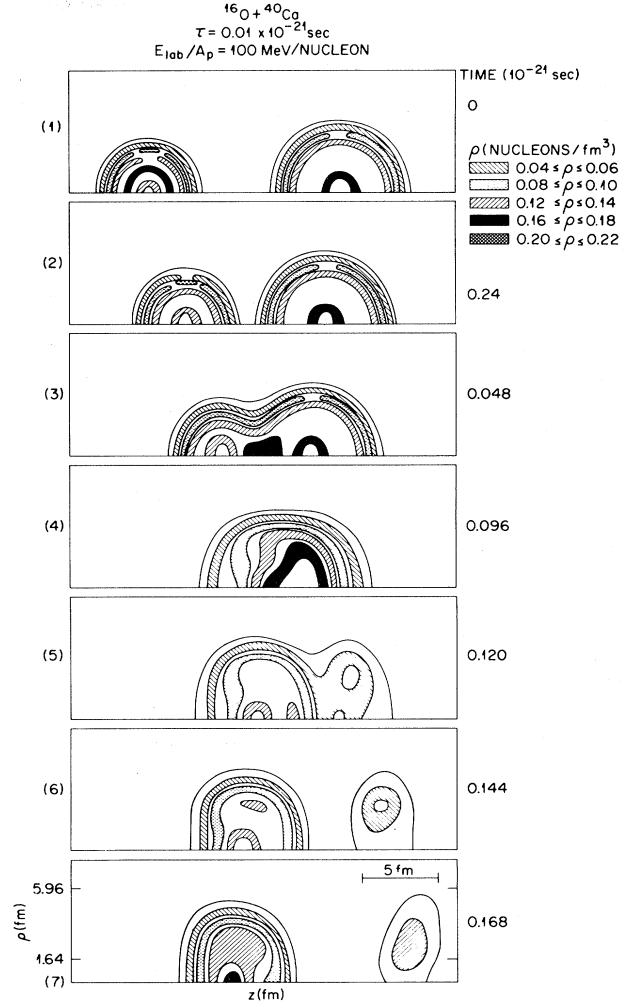 ¹⁶O + ⁴⁰Ca
τ = 0.01 x 10⁻²¹ sec
E_lab/A_p = 100 MeV/NUCLEON
TIME (10⁻²¹ sec)
(1)
0
ρ(NUCLEONS/fm³)
0.04 ≤ ρ ≤ 0.06
0.08 ≤ ρ ≤ 0.10
0.12 ≤ ρ ≤ 0.14
0.16 ≤ ρ ≤ 0.18
0.20 ≤ ρ ≤ 0.22
(2)
0.24
(3)
0.048
(4)
0.096
(5)
0.120
(6)
0.144
5 fm
5.96
0.168
ρ(fm)
1.64
(7)
z(fm)